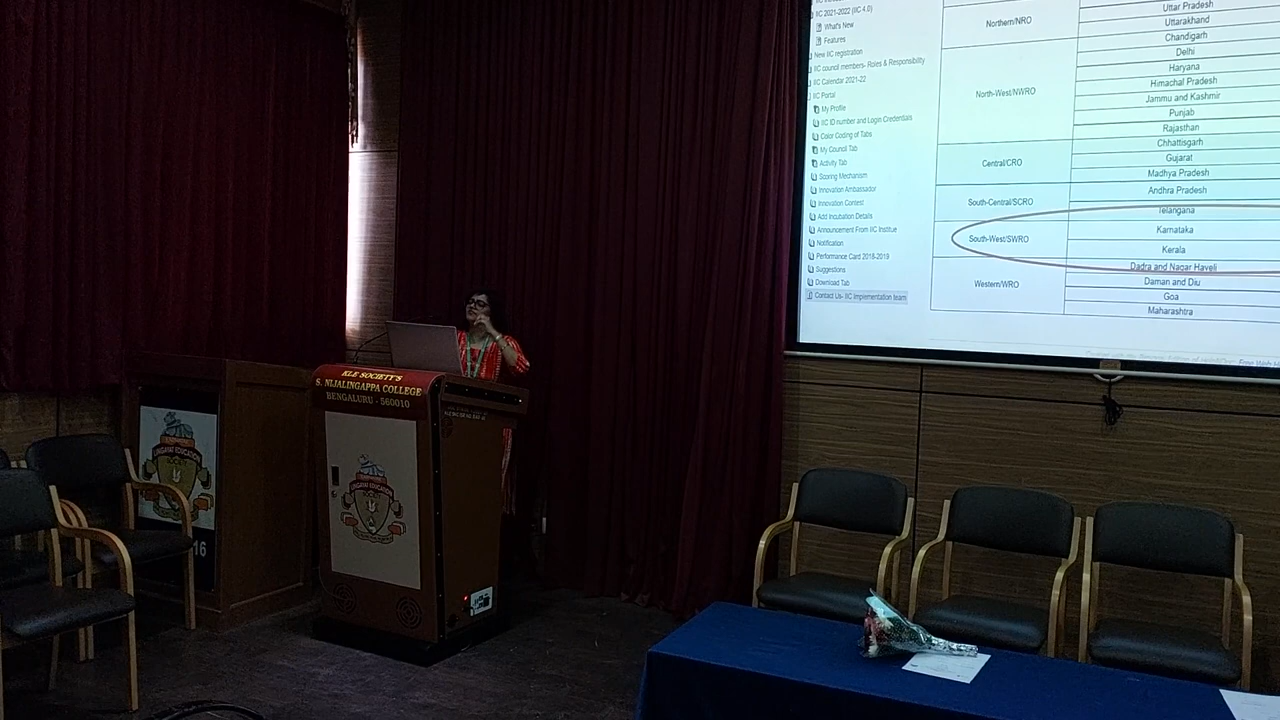 IIC 2021-2022 (IIC 4.0)
What's New
Features
New IIC registration
IIC council members- Roles & Responsibility
IIC Calendar 2021-22
IIC Portal
My Profile
IIC ID number and Login Credentials
Color Coding of Tabs
My Council Tab
Activity Tab
Scoring Mechanism
Innovation Ambassador
Innovation Contest
Add Incubation Details
Announcement From IIC Institue
Notification
Performance Card 2018-2019
Suggestions
Download Tab
Contact Us- IIC Implementation team
Northern/NRO
Uttar Pradesh
Uttarakhand
North-West/NWRO
Chandigarh
Delhi
Haryana
Himachal Pradesh
Jammu and Kashmir
Punjab
Rajasthan
Central/CRO
Chhattisgarh
Gujarat
Madhya Pradesh
South-Central/SCRO
Andhra Pradesh
Telangana
South-West/SWRO
Karnataka
Kerala
Western/WRO
Dadra and Nagar Haveli
Daman and Diu
Goa
Maharashtra
KLE SOCIETY'S
S. NIJALINGAPPA COLLEGE
BENGALURU - 560010
LINGAYAT EDUCATION
LINGAYAT EDUCATION
16